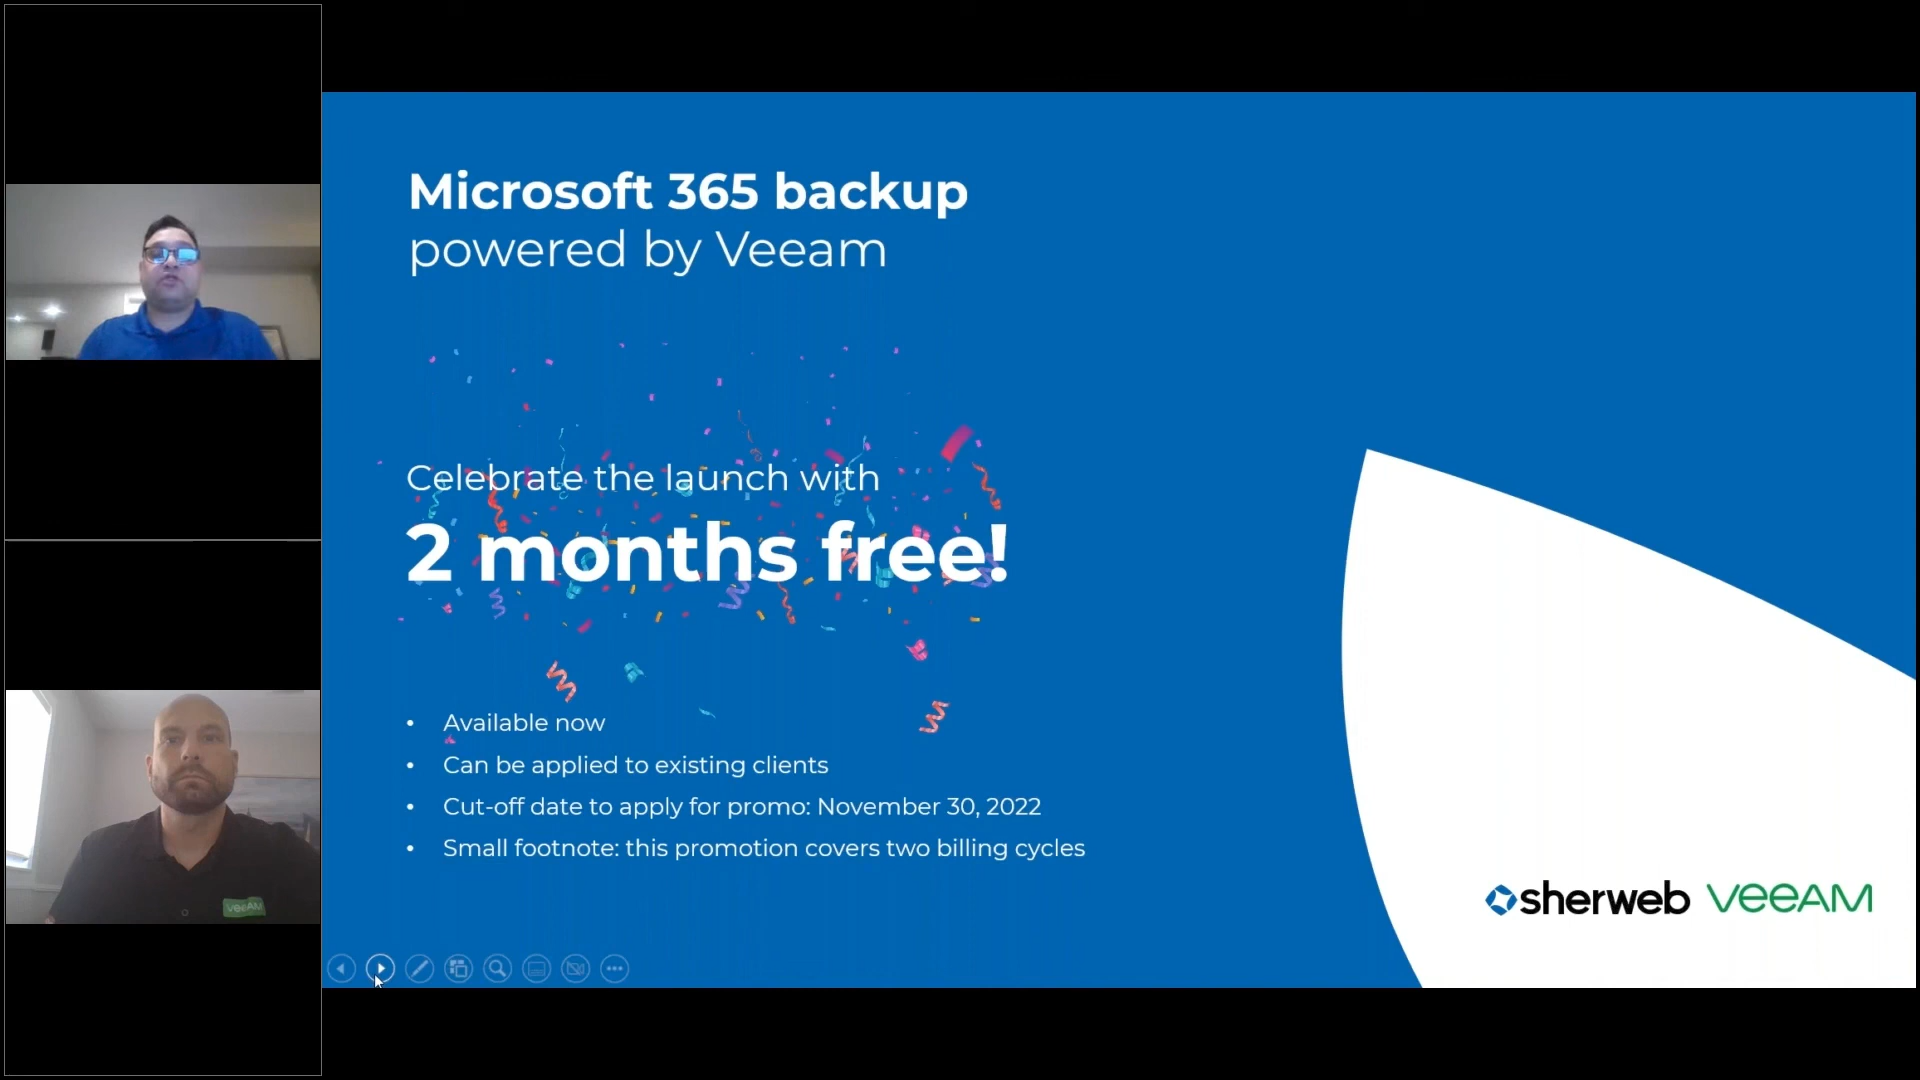 Microsoft 365 backup
powered by Veeam
Celebrate the launch with
2 months free!
• Available now
• Can be applied to existing clients
• Cut-off date to apply for promo: November 30, 2022
• Small footnote: this promotion covers two billing cycles
sherweb veeAM
veeAM